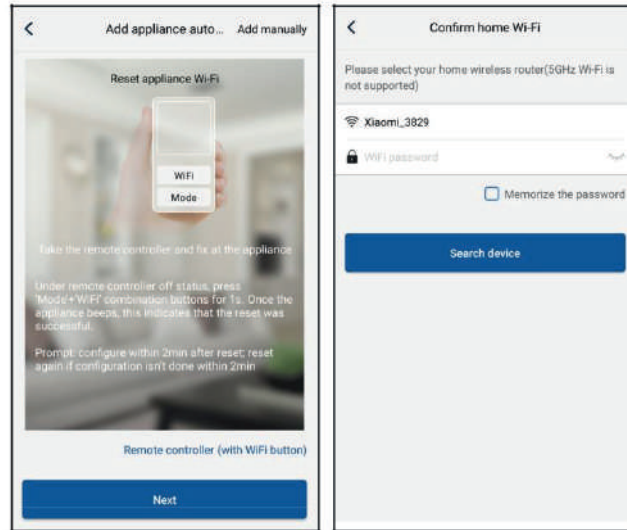 Add appliance auto... Add manually
Reset appliance Wi-Fi
WiFi
Mode
Take the remote controller and fix at the appliance
Under remote controller off status, press
'Mode'+'WiFi' combination buttons for 1s. Once the
appliance beeps, this indicates that the reset was
successful.
Prompt: configure within 2min after reset; reset
again if configuration isn't done within 2min
Remote controller (with WiFi button)
Next
Confirm home Wi-Fi
Please select your home wireless router(5GHz Wi-Fi is
not supported)
Xiaomi_3829
WiFi password
Memorize the password
Search device